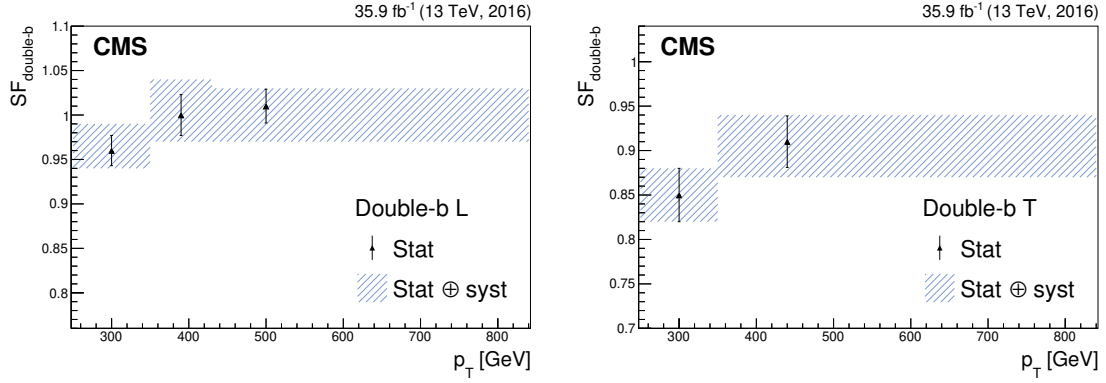 35.9 fb⁻¹ (13 TeV, 2016)
CMS
SF_double-b
1.1
1.05
1
0.95
0.9
0.85
0.8
Double-b L
Stat
Stat ⊕ syst
300 400 500 600 700 800
p_T [GeV]
35.9 fb⁻¹ (13 TeV, 2016)
CMS
SF_double-b
1
0.95
0.9
0.85
0.8
0.75
0.7
Double-b T
Stat
Stat ⊕ syst
300 400 500 600 700 800
p_T [GeV]